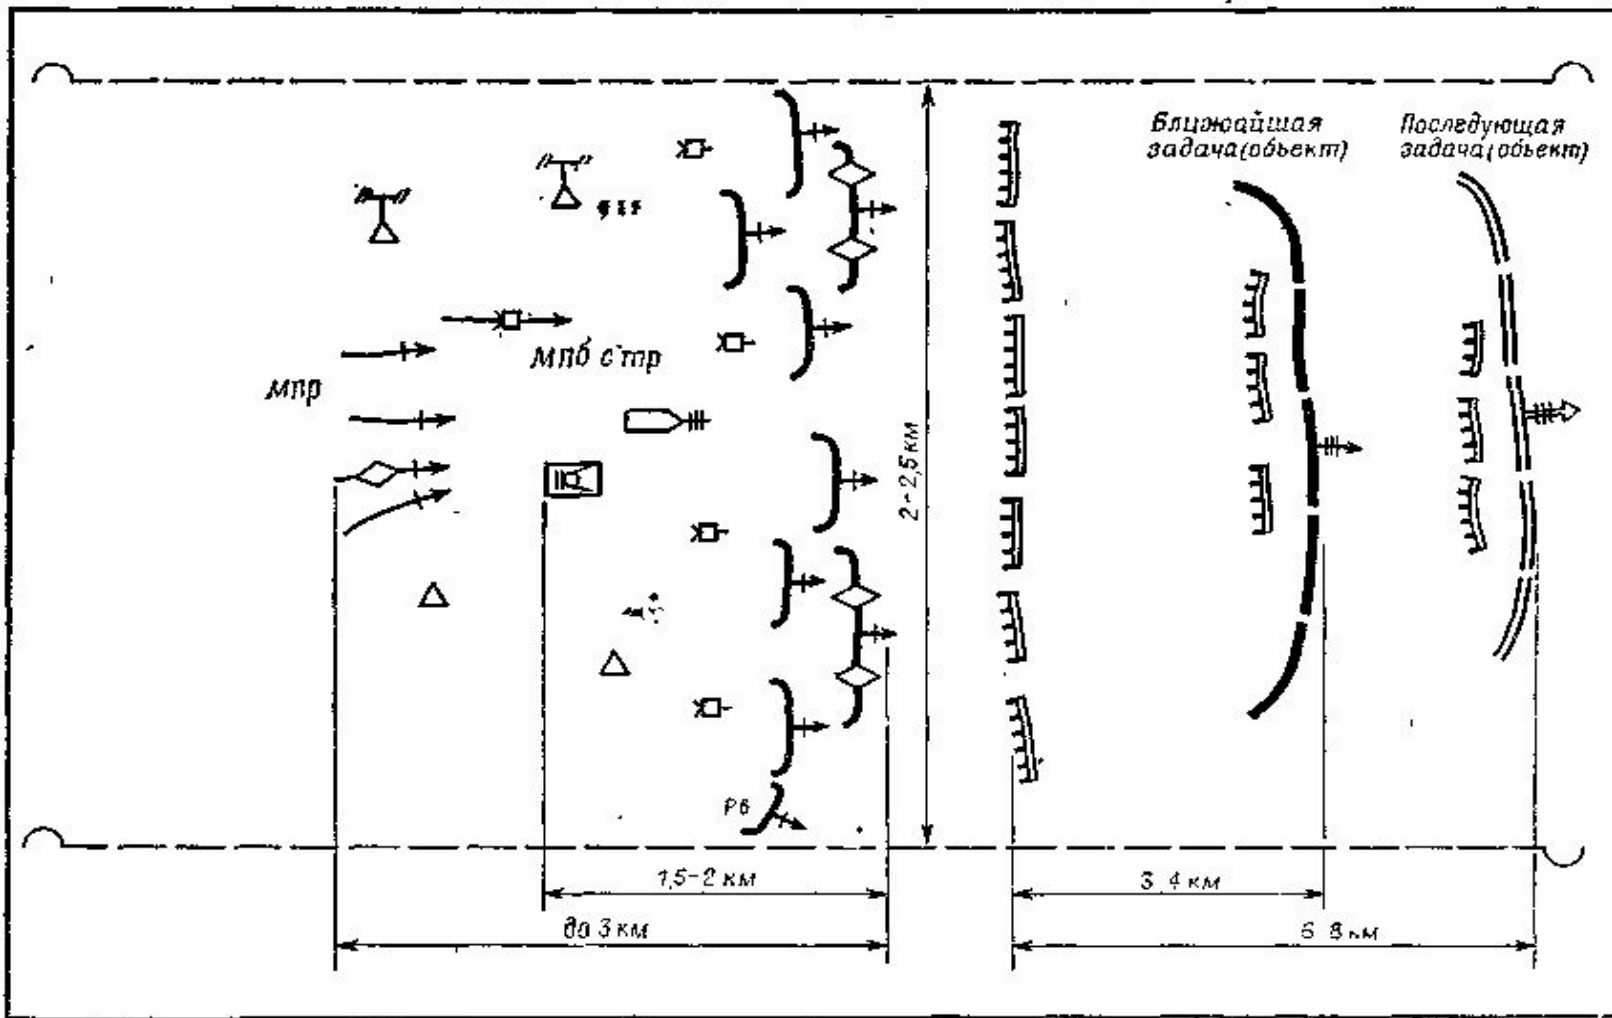 Ближайшая
задача (объект)
Последующая
задача (объект)
мпб с тр
мпр
2-2,5 км
Рв
1,5-2 км
3 4 км
до 3 км
6 8 км